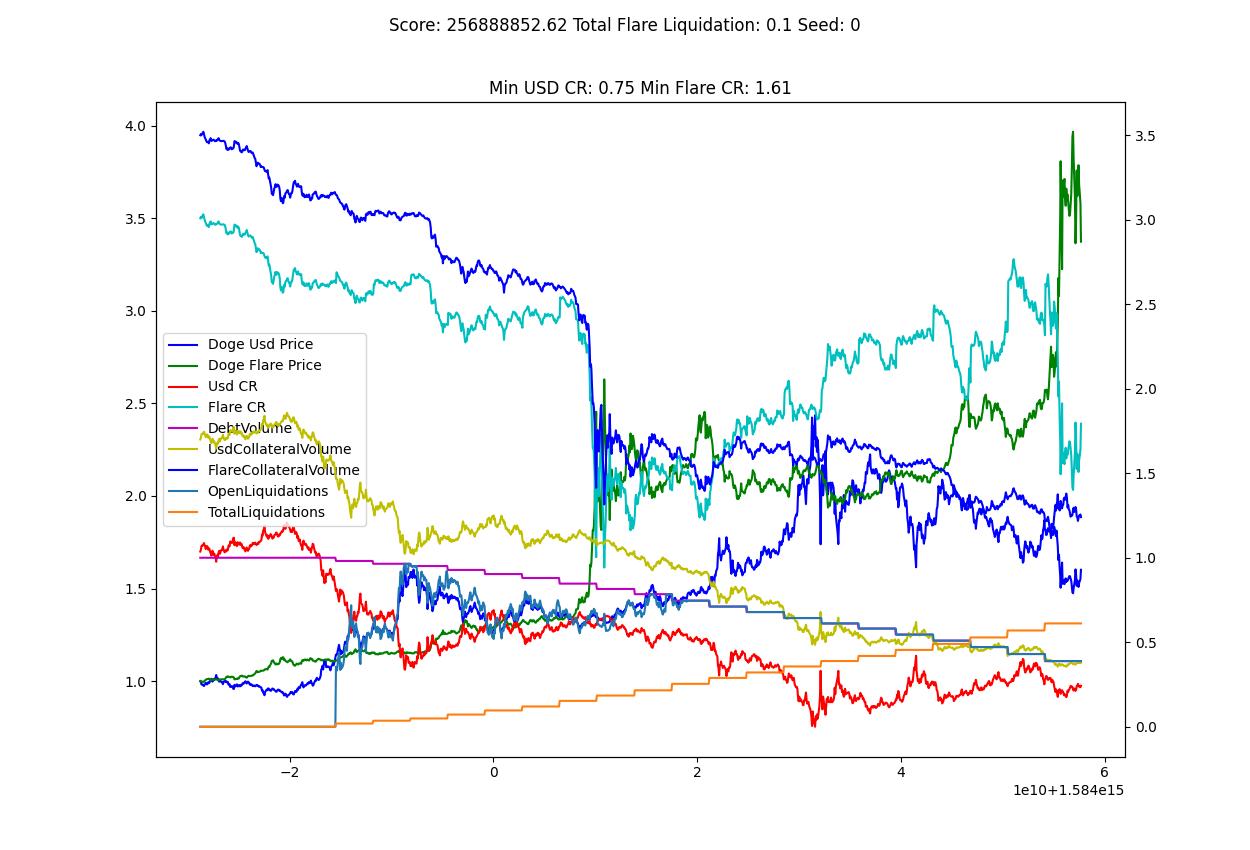 Score: 256888852.62 Total Flare Liquidation: 0.1 Seed: 0
Min USD CR: 0.75 Min Flare CR: 1.61
4.0
3.5
3.0
2.5
2.0
1.5
1.0
3.5
3.0
2.5
2.0
1.5
1.0
0.5
0.0
Doge Usd Price
Doge Flare Price
Usd CR
Flare CR
DebtVolume
UsdCollateralVolume
FlareCollateralVolume
OpenLiquidations
TotalLiquidations
−2 0 2 4 6
1e10+1.584e15